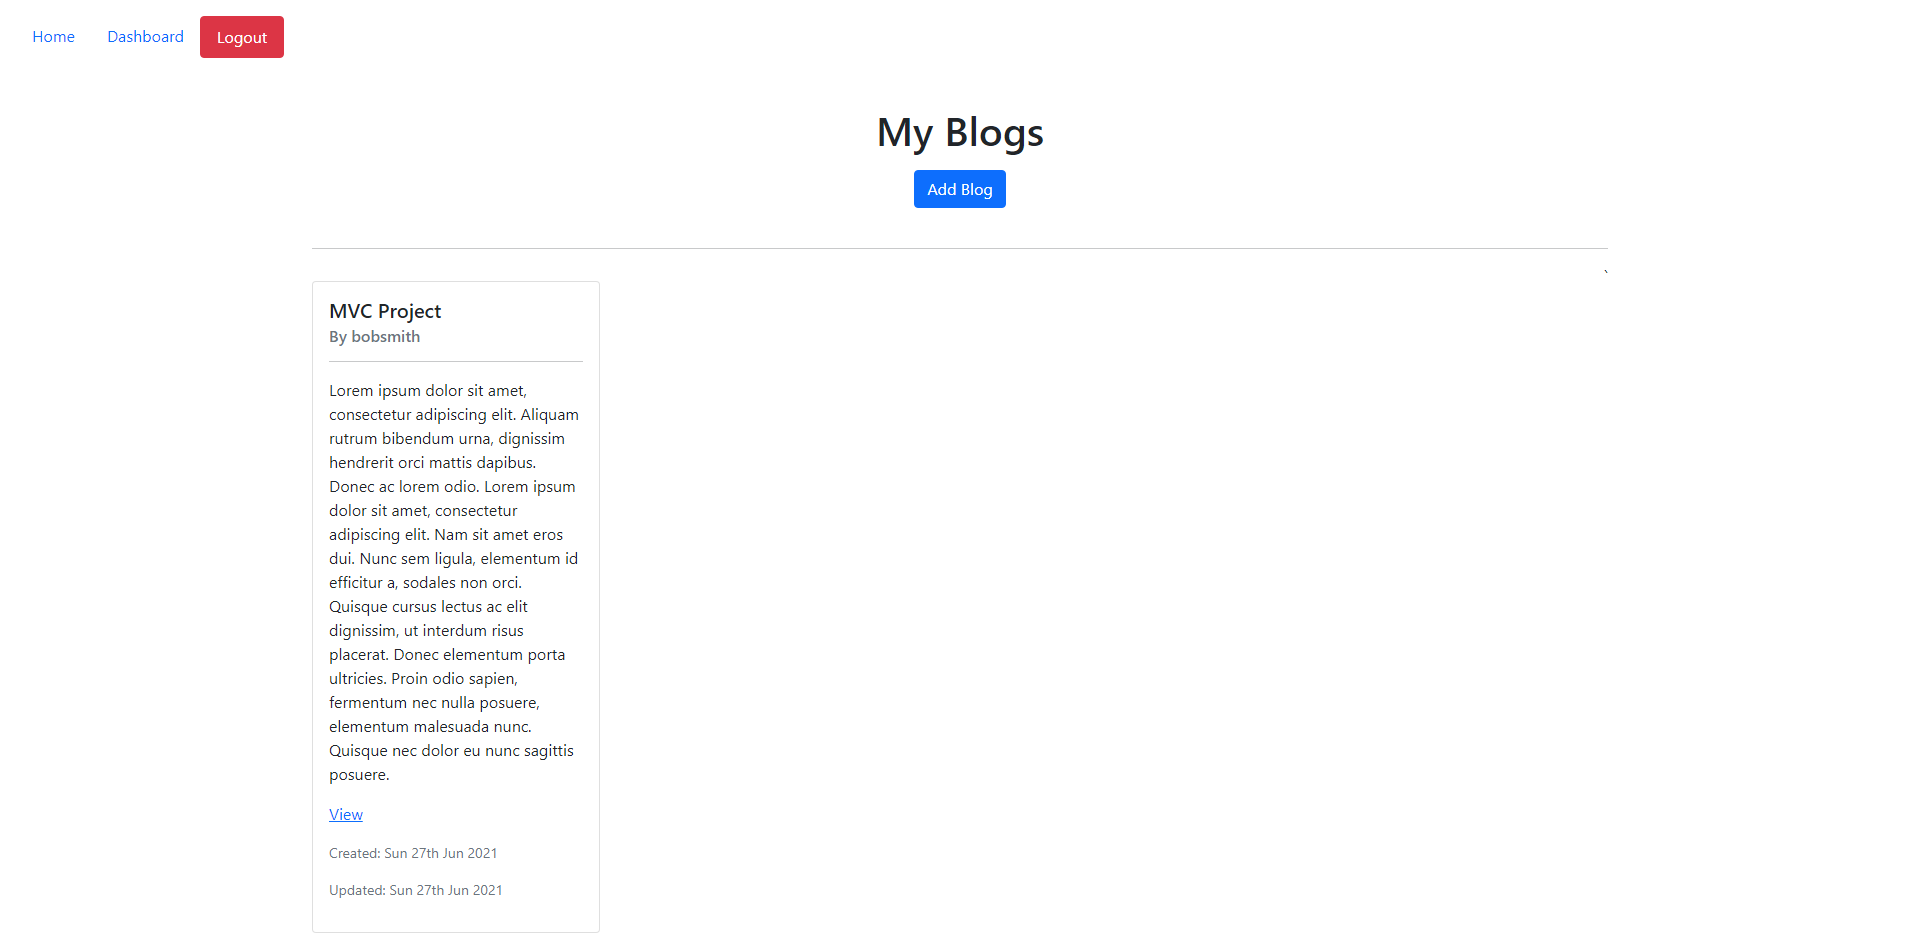 Home Dashboard Logout
My Blogs
Add Blog
`
MVC Project
By bobsmith
Lorem ipsum dolor sit amet,
consectetur adipiscing elit. Aliquam
rutrum bibendum urna, dignissim
hendrerit orci mattis dapibus.
Donec ac lorem odio. Lorem ipsum
dolor sit amet, consectetur
adipiscing elit. Nam sit amet eros
dui. Nunc sem ligula, elementum id
efficitur a, sodales non orci.
Quisque cursus lectus ac elit
dignissim, ut interdum risus
placerat. Donec elementum porta
ultricies. Proin odio sapien,
fermentum nec nulla posuere,
elementum malesuada nunc.
Quisque nec dolor eu nunc sagittis
posuere.
View
Created: Sun 27th Jun 2021
Updated: Sun 27th Jun 2021